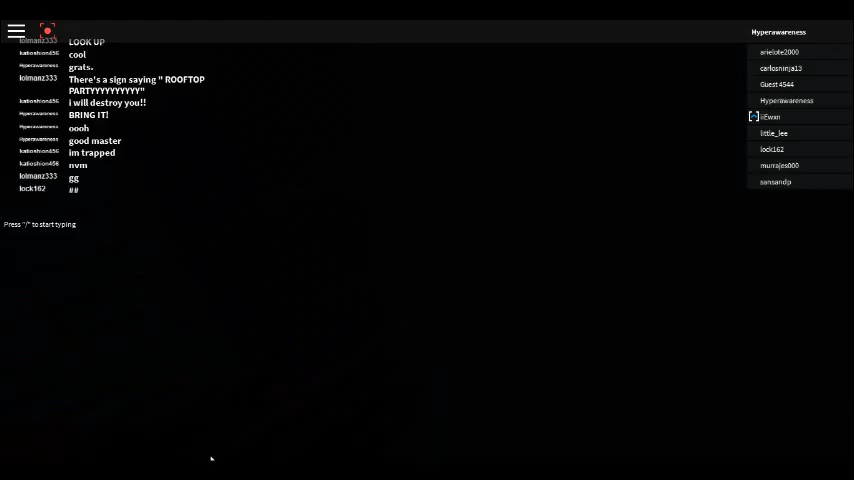 Hyperawareness
lolmanz333 LOOK UP
katioshion456 cool
Hyperawareness grats.
lolmanz333 There's a sign saying " ROOFTOP
PARTYYYYYYYYYY"
katioshion456 i will destroy you!!
Hyperawareness BRING IT!
Hyperawareness oooh
Hyperawareness good master
katioshion456 im trapped
katioshion456 nvm
lolmanz333 gg
lock162 ##
Press "/" to start typing
arielote2000
carlosninja13
Guest 4544
Hyperawareness
iiEwxn
little_lee
lock162
murrajes000
sansandp